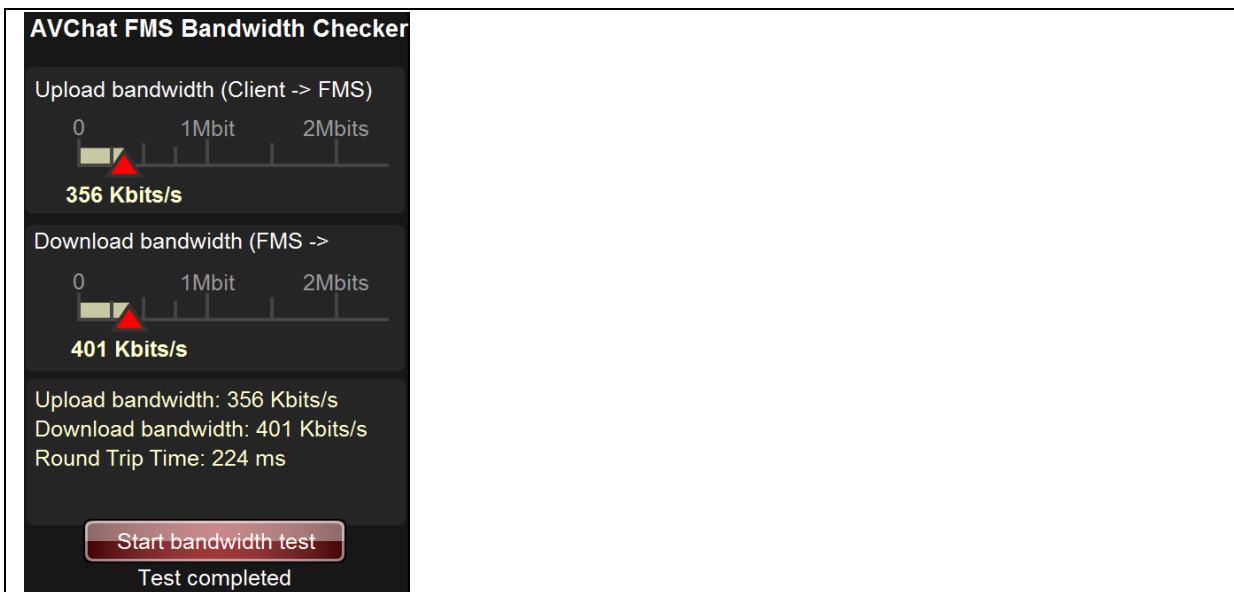 AVChat FMS Bandwidth Checker
Upload bandwidth (Client -> FMS)
0 1Mbit 2Mbits
356 Kbits/s
Download bandwidth (FMS ->
0 1Mbit 2Mbits
401 Kbits/s
Upload bandwidth: 356 Kbits/s
Download bandwidth: 401 Kbits/s
Round Trip Time: 224 ms
Start bandwidth test
Test completed